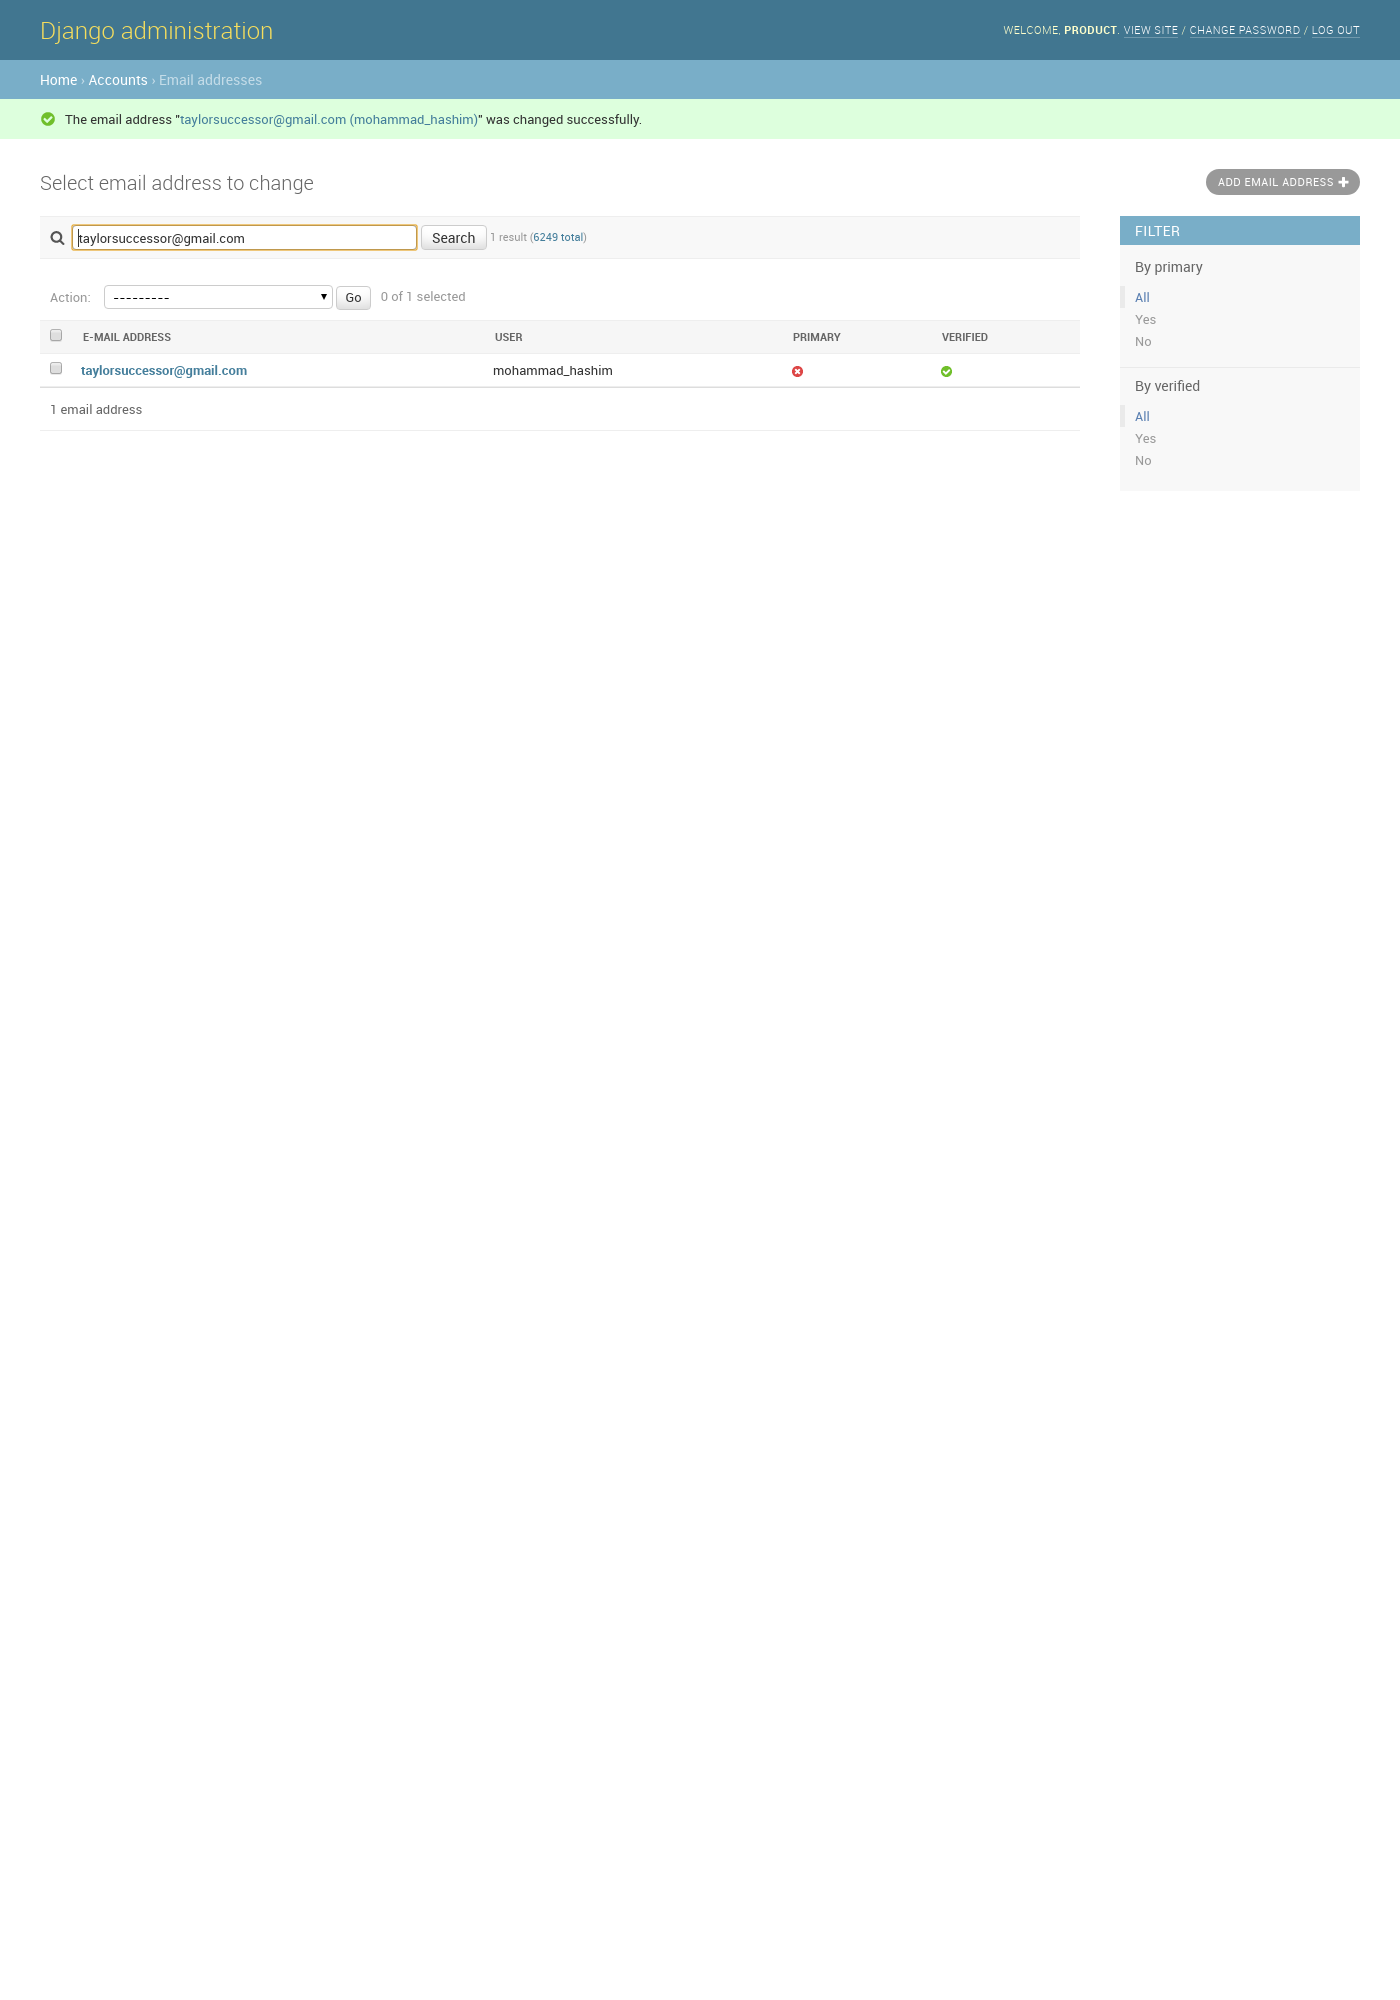 Django administration
WELCOME, PRODUCT. VIEW SITE / CHANGE PASSWORD / LOG OUT
Home › Accounts › Email addresses
The email address "taylorsuccessor@gmail.com (mohammad_hashim)" was changed successfully.
Select email address to change
ADD EMAIL ADDRESS
taylorsuccessor@gmail.com Search 1 result (6249 total)
Action: --------- Go 0 of 1 selected
E-MAIL ADDRESS USER PRIMARY VERIFIED
taylorsuccessor@gmail.com mohammad_hashim
1 email address
FILTER
By primary
All
Yes
No
By verified
All
Yes
No